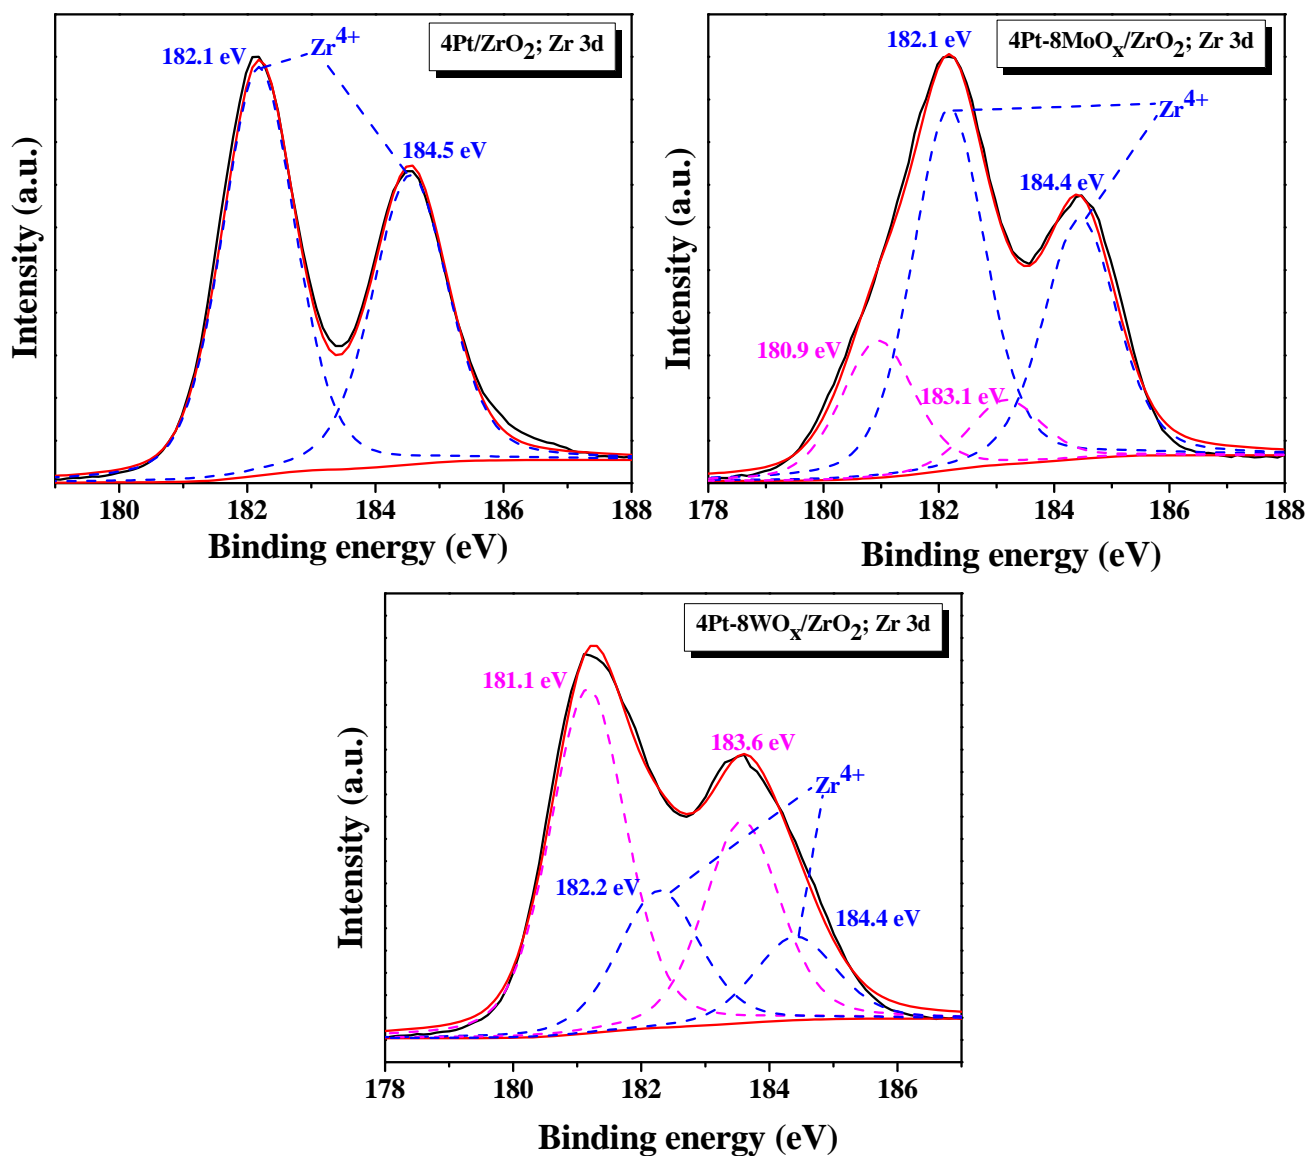 4Pt/ZrO2; Zr 3d
182.1 eV
Zr4+
184.5 eV
Intensity (a.u.)
180 182 184 186 188
Binding energy (eV)
4Pt-8MoOx/ZrO2; Zr 3d
182.1 eV
Zr4+
184.4 eV
180.9 eV
183.1 eV
Intensity (a.u.)
178 180 182 184 186 188
Binding energy (eV)
4Pt-8WOx/ZrO2; Zr 3d
181.1 eV
183.6 eV
Zr4+
182.2 eV
184.4 eV
Intensity (a.u.)
178 180 182 184 186
Binding energy (eV)